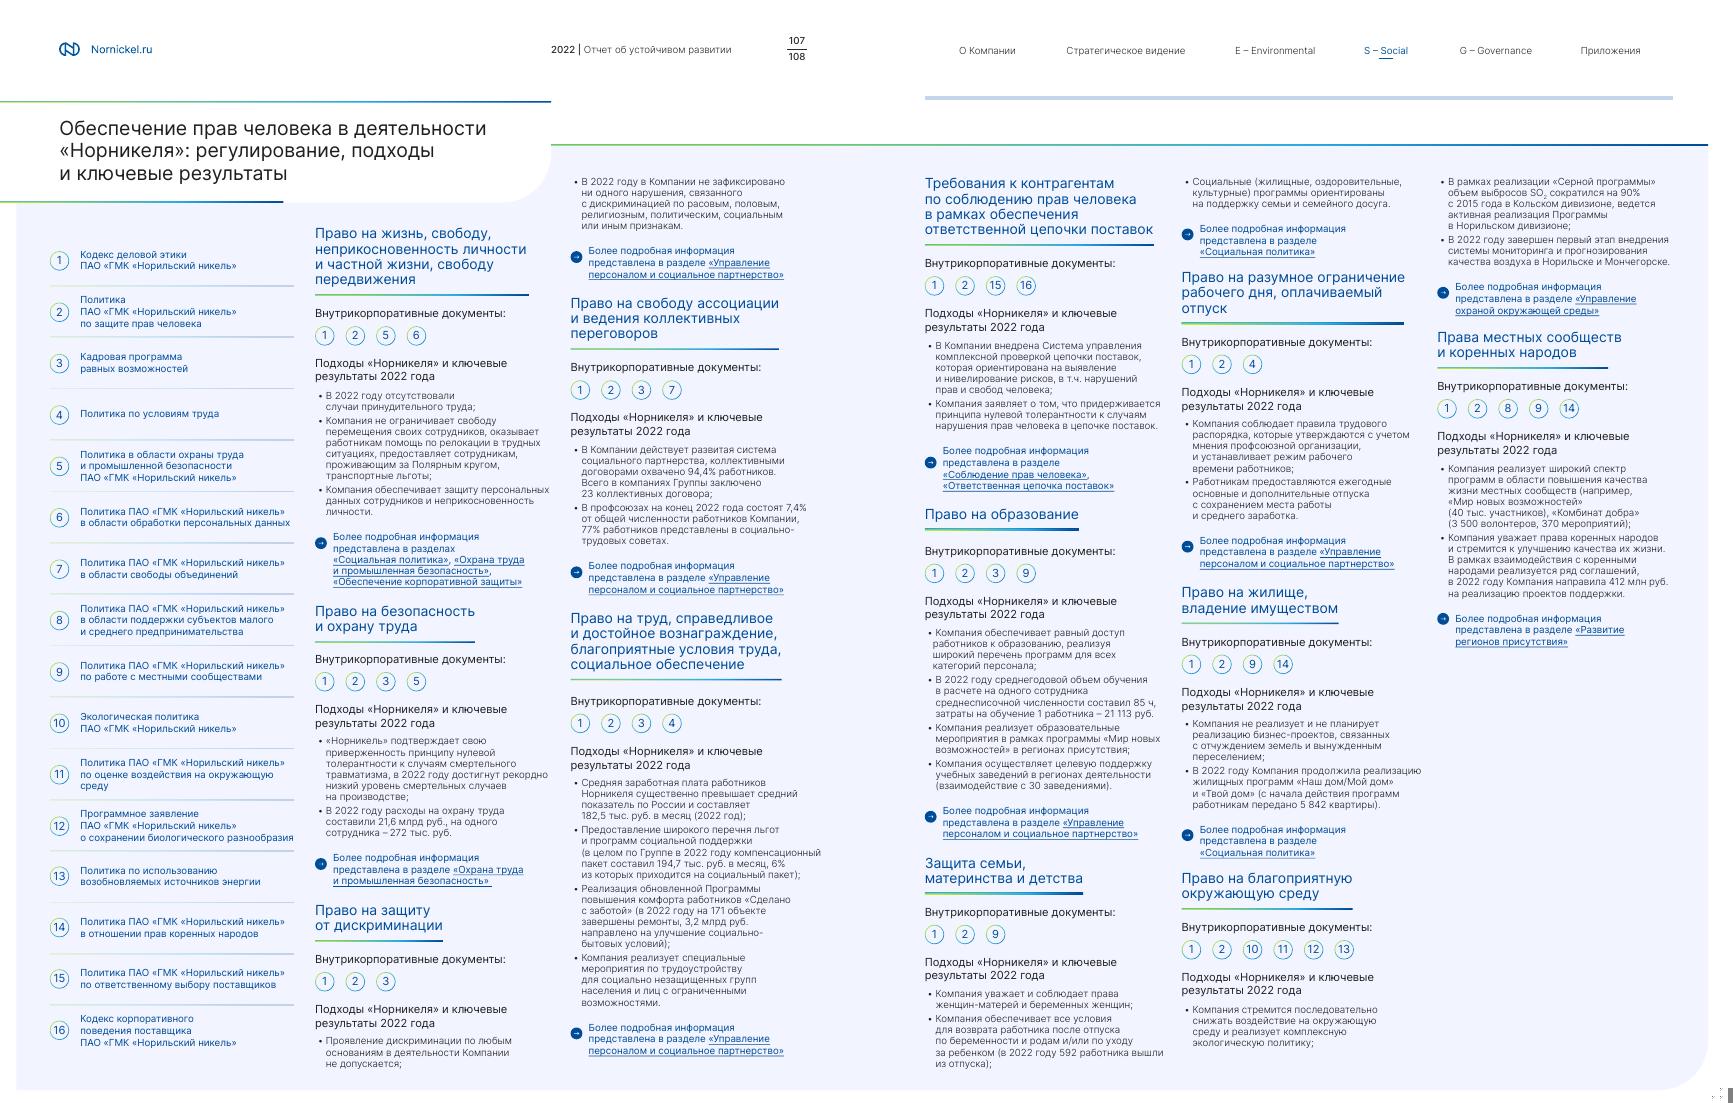 Nornickel.ru
2022 | Отчет об устойчивом развитии
107
108
О Компании
Стратегическое видение
E – Environmental
S – Social
G – Governance
Приложения
Обеспечение прав человека в деятельности
«Норникеля»: регулирование, подходы
и ключевые результаты
1
Кодекс деловой этики
ПАО «ГМК «Норильский никель»
2
Политика
ПАО «ГМК «Норильский никель»
по защите прав человека
3
Кадровая программа
равных возможностей
4
Политика по условиям труда
5
Политика в области охраны труда
и промышленной безопасности
ПАО «ГМК «Норильский никель»
6
Политика ПАО «ГМК «Норильский никель»
в области обработки персональных данных
7
Политика ПАО «ГМК «Норильский никель»
в области свободы объединений
8
Политика ПАО «ГМК «Норильский никель»
в области поддержки субъектов малого
и среднего предпринимательства
9
Политика ПАО «ГМК «Норильский никель»
по работе с местными сообществами
10
Экологическая политика
ПАО «ГМК «Норильский никель»
11
Политика ПАО «ГМК «Норильский никель»
по оценке воздействия на окружающую
среду
12
Программное заявление
ПАО «ГМК «Норильский никель»
о сохранении биологического разнообразия
13
Политика по использованию
возобновляемых источников энергии
14
Политика ПАО «ГМК «Норильский никель»
в отношении прав коренных народов
15
Политика ПАО «ГМК «Норильский никель»
по ответственному выбору поставщиков
16
Кодекс корпоративного
поведения поставщика
ПАО «ГМК «Норильский никель»
Право на жизнь, свободу,
неприкосновенность личности
и частной жизни, свободу
передвижения
Внутрикорпоративные документы:
1 2 5 6
Подходы «Норникеля» и ключевые
результаты 2022 года
• В 2022 году отсутствовали
случаи принудительного труда;
• Компания не ограничивает свободу
перемещения своих сотрудников, оказывает
работникам помощь по релокации в трудных
ситуациях, предоставляет сотрудникам,
проживающим за Полярным кругом,
транспортные льготы;
• Компания обеспечивает защиту персональных
данных сотрудников и неприкосновенность
личности.
Более подробная информация
представлена в разделах
«Социальная политика», «Охрана труда
и промышленная безопасность»,
«Обеспечение корпоративной защиты»
Право на безопасность
и охрану труда
Внутрикорпоративные документы:
1 2 3 5
Подходы «Норникеля» и ключевые
результаты 2022 года
• «Норникель» подтверждает свою
приверженность принципу нулевой
толерантности к случаям смертельного
травматизма, в 2022 году достигнут рекордно
низкий уровень смертельных случаев
на производстве;
• В 2022 году расходы на охрану труда
составили 21,6 млрд руб., на одного
сотрудника – 272 тыс. руб.
Более подробная информация
представлена в разделе «Охрана труда
и промышленная безопасность»
Право на защиту
от дискриминации
Внутрикорпоративные документы:
1 2 3
Подходы «Норникеля» и ключевые
результаты 2022 года
• Проявление дискриминации по любым
основаниям в деятельности Компании
не допускается;
• В 2022 году в Компании не зафиксировано
ни одного нарушения, связанного
с дискриминацией по расовым, половым,
религиозным, политическим, социальным
или иным признакам.
Более подробная информация
представлена в разделе «Управление
персоналом и социальное партнерство»
Право на свободу ассоциации
и ведения коллективных
переговоров
Внутрикорпоративные документы:
1 2 3 7
Подходы «Норникеля» и ключевые
результаты 2022 года
• В Компании действует развитая система
социального партнерства, коллективными
договорами охвачено 94,4% работников.
Всего в компаниях Группы заключено
23 коллективных договора;
• В профсоюзах на конец 2022 года состоят 7,4%
от общей численности работников Компании,
77% работников представлены в социально-
трудовых советах.
Более подробная информация
представлена в разделе «Управление
персоналом и социальное партнерство»
Право на труд, справедливое
и достойное вознаграждение,
благоприятные условия труда,
социальное обеспечение
Внутрикорпоративные документы:
1 2 3 4
Подходы «Норникеля» и ключевые
результаты 2022 года
• Средняя заработная плата работников
Норникеля существенно превышает средний
показатель по России и составляет
182,5 тыс. руб. в месяц (2022 год);
• Предоставление широкого перечня льгот
и программ социальной поддержки
(в целом по Группе в 2022 году компенсационный
пакет составил 194,7 тыс. руб. в месяц, 6%
из которых приходится на социальный пакет);
• Реализация обновленной Программы
повышения комфорта работников «Сделано
с заботой» (в 2022 году на 171 объекте
завершены ремонты, 3,2 млрд руб.
направлено на улучшение социально-
бытовых условий);
• Компания реализует специальные
мероприятия по трудоустройству
для социально незащищенных групп
населения и лиц с ограниченными
возможностями.
Более подробная информация
представлена в разделе «Управление
персоналом и социальное партнерство»
Требования к контрагентам
по соблюдению прав человека
в рамках обеспечения
ответственной цепочки поставок
Внутрикорпоративные документы:
1 2 15 16
Подходы «Норникеля» и ключевые
результаты 2022 года
• В Компании внедрена Система управления
комплексной проверкой цепочки поставок,
которая ориентирована на выявление
и нивелирование рисков, в т.ч. нарушений
прав и свобод человека;
• Компания заявляет о том, что придерживается
принципа нулевой толерантности к случаям
нарушения прав человека в цепочке поставок.
Более подробная информация
представлена в разделе
«Соблюдение прав человека»,
«Ответственная цепочка поставок»
Право на образование
Внутрикорпоративные документы:
1 2 3 9
Подходы «Норникеля» и ключевые
результаты 2022 года
• Компания обеспечивает равный доступ
работников к образованию, реализуя
широкий перечень программ для всех
категорий персонала;
• В 2022 году среднегодовой объем обучения
в расчете на одного сотрудника
среднесписочной численности составил 85 ч,
затраты на обучение 1 работника – 21 113 руб.
• Компания реализует образовательные
мероприятия в рамках программы «Мир новых
возможностей» в регионах присутствия;
• Компания осуществляет целевую поддержку
учебных заведений в регионах деятельности
(взаимодействие с 30 заведениями).
Более подробная информация
представлена в разделе «Управление
персоналом и социальное партнерство»
Защита семьи,
материнства и детства
Внутрикорпоративные документы:
1 2 9
Подходы «Норникеля» и ключевые
результаты 2022 года
• Компания уважает и соблюдает права
женщин-матерей и беременных женщин;
• Компания обеспечивает все условия
для возврата работника после отпуска
по беременности и родам и/или по уходу
за ребенком (в 2022 году 592 работника вышли
из отпуска);
• Социальные (жилищные, оздоровительные,
культурные) программы ориентированы
на поддержку семьи и семейного досуга.
Более подробная информация
представлена в разделе
«Социальная политика»
Право на разумное ограничение
рабочего дня, оплачиваемый
отпуск
Внутрикорпоративные документы:
1 2 4
Подходы «Норникеля» и ключевые
результаты 2022 года
• Компания соблюдает правила трудового
распорядка, которые утверждаются с учетом
мнения профсоюзной организации,
и устанавливает режим рабочего
времени работников;
• Работникам предоставляются ежегодные
основные и дополнительные отпуска
с сохранением места работы
и среднего заработка.
Более подробная информация
представлена в разделе «Управление
персоналом и социальное партнерство»
Право на жилище,
владение имуществом
Внутрикорпоративные документы:
1 2 9 14
Подходы «Норникеля» и ключевые
результаты 2022 года
• Компания не реализует и не планирует
реализацию бизнес-проектов, связанных
с отчуждением земель и вынужденным
переселением;
• В 2022 году Компания продолжила реализацию
жилищных программ «Наш дом/Мой дом»
и «Твой дом» (с начала действия программ
работникам передано 5 842 квартиры).
Более подробная информация
представлена в разделе
«Социальная политика»
Право на благоприятную
окружающую среду
Внутрикорпоративные документы:
1 2 10 11 12 13
Подходы «Норникеля» и ключевые
результаты 2022 года
• Компания стремится последовательно
снижать воздействие на окружающую
среду и реализует комплексную
экологическую политику;
• В рамках реализации «Серной программы»
объем выбросов SO₂ сократился на 90%
с 2015 года в Кольском дивизионе, ведется
активная реализация Программы
в Норильском дивизионе;
• В 2022 году завершен первый этап внедрения
системы мониторинга и прогнозирования
качества воздуха в Норильске и Мончегорске.
Более подробная информация
представлена в разделе «Управление
охраной окружающей среды»
Права местных сообществ
и коренных народов
Внутрикорпоративные документы:
1 2 8 9 14
Подходы «Норникеля» и ключевые
результаты 2022 года
• Компания реализует широкий спектр
программ в области повышения качества
жизни местных сообществ (например,
«Мир новых возможностей»
(40 тыс. участников), «Комбинат добра»
(3 500 волонтеров, 370 мероприятий);
• Компания уважает права коренных народов
и стремится к улучшению качества их жизни.
В рамках взаимодействия с коренными
народами реализуется ряд соглашений,
в 2022 году Компания направила 412 млн руб.
на реализацию проектов поддержки.
Более подробная информация
представлена в разделе «Развитие
регионов присутствия»